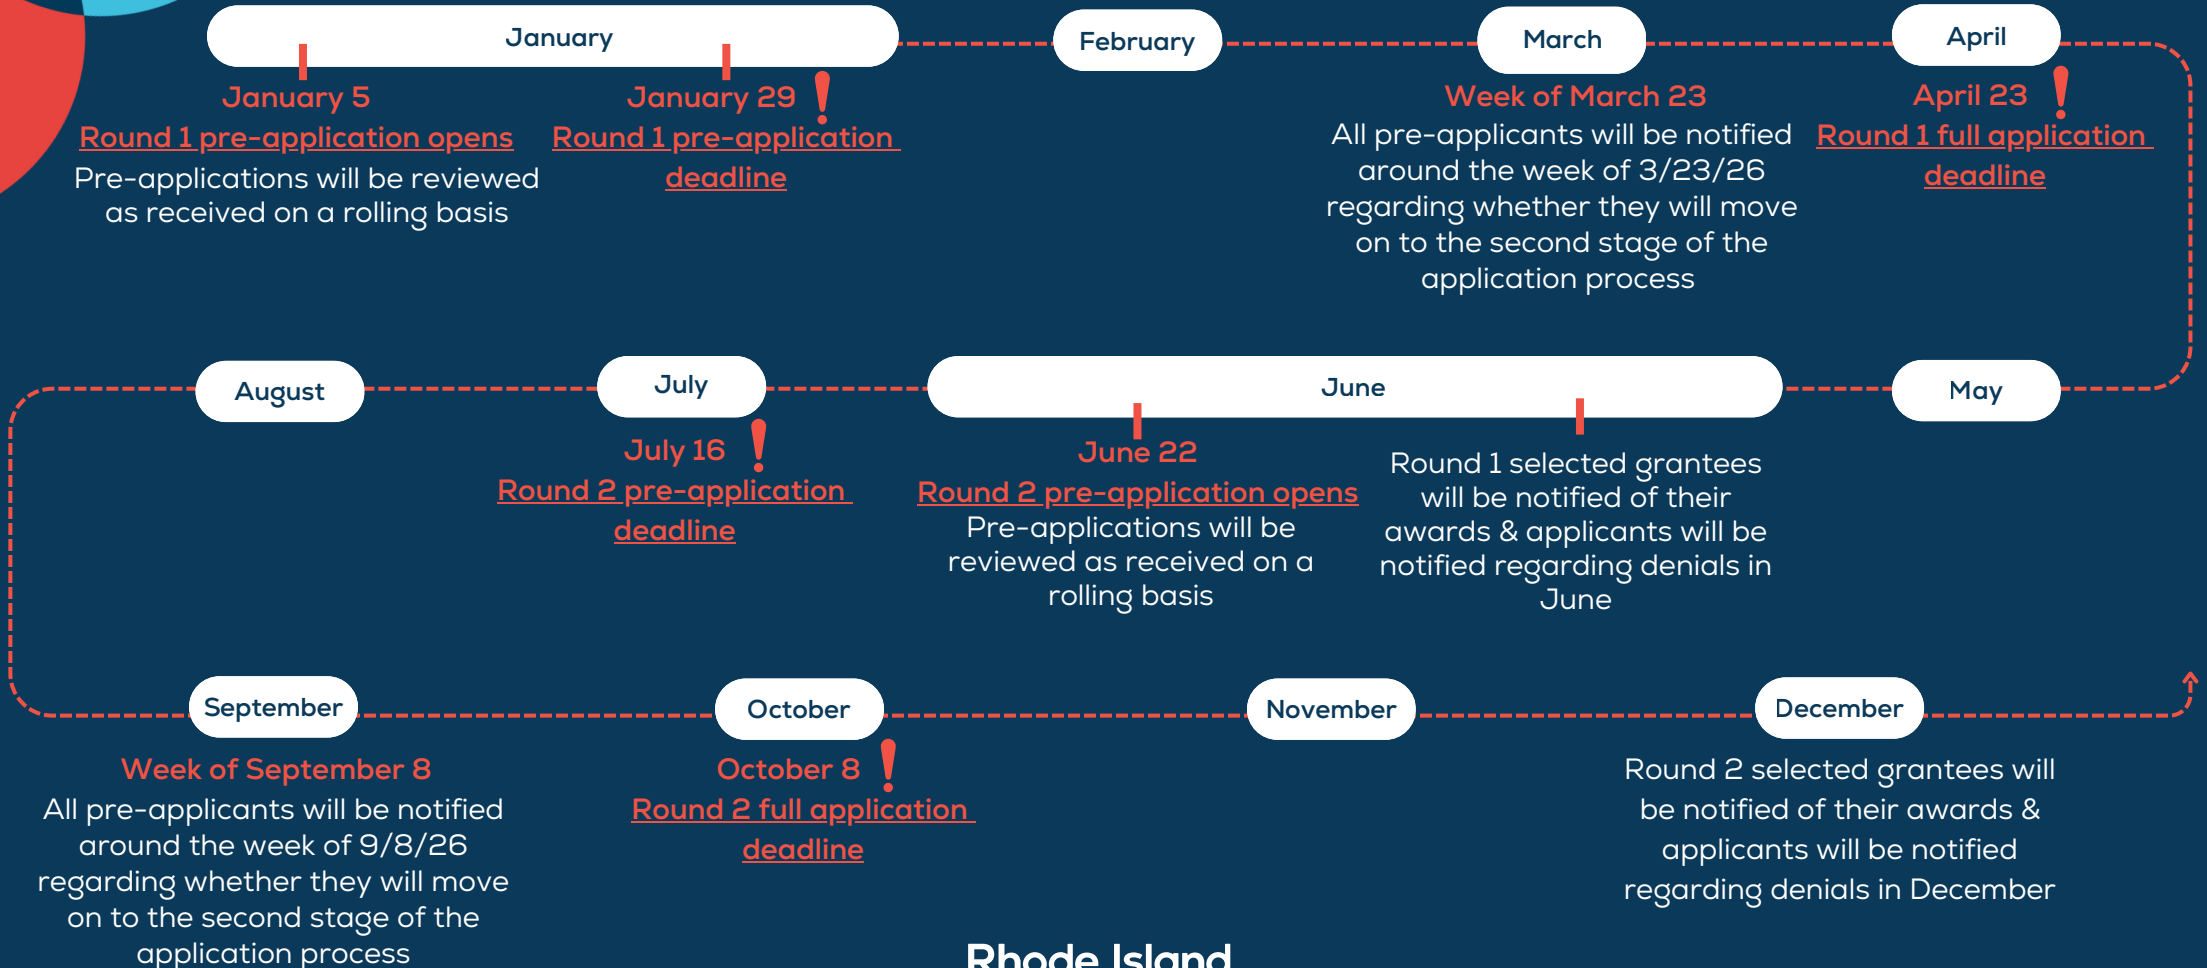 January
January 5
Round 1 pre-application opens
Pre-applications will be reviewed
as received on a rolling basis
January 29
Round 1 pre-application
deadline
February
March
Week of March 23
All pre-applicants will be notified
around the week of 3/23/26
regarding whether they will move
on to the second stage of the
application process
April
April 23
Round 1 full application
deadline
May
June
Round 1 selected grantees
will be notified of their
awards & applicants will be
notified regarding denials in
June
June 22
Round 2 pre-application opens
Pre-applications will be
reviewed as received on a
rolling basis
July
July 16
Round 2 pre-application
deadline
August
September
Week of September 8
All pre-applicants will be notified
around the week of 9/8/26
regarding whether they will move
on to the second stage of the
application process
October
October 8
Round 2 full application
deadline
November
December
Round 2 selected grantees will
be notified of their awards &
applicants will be notified
regarding denials in December
Rhode Island